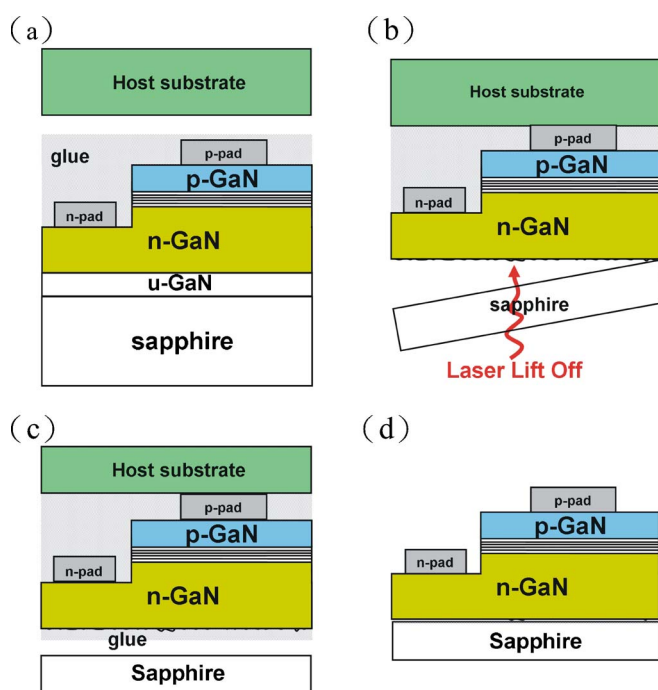 (a)
Host substrate
glue
p-pad
p-GaN
n-pad
n-GaN
u-GaN
sapphire
(b)
Host substrate
p-pad
p-GaN
n-pad
n-GaN
sapphire
Laser Lift Off
(c)
Host substrate
p-pad
p-GaN
n-pad
n-GaN
glue
Sapphire
(d)
p-pad
p-GaN
n-pad
n-GaN
Sapphire